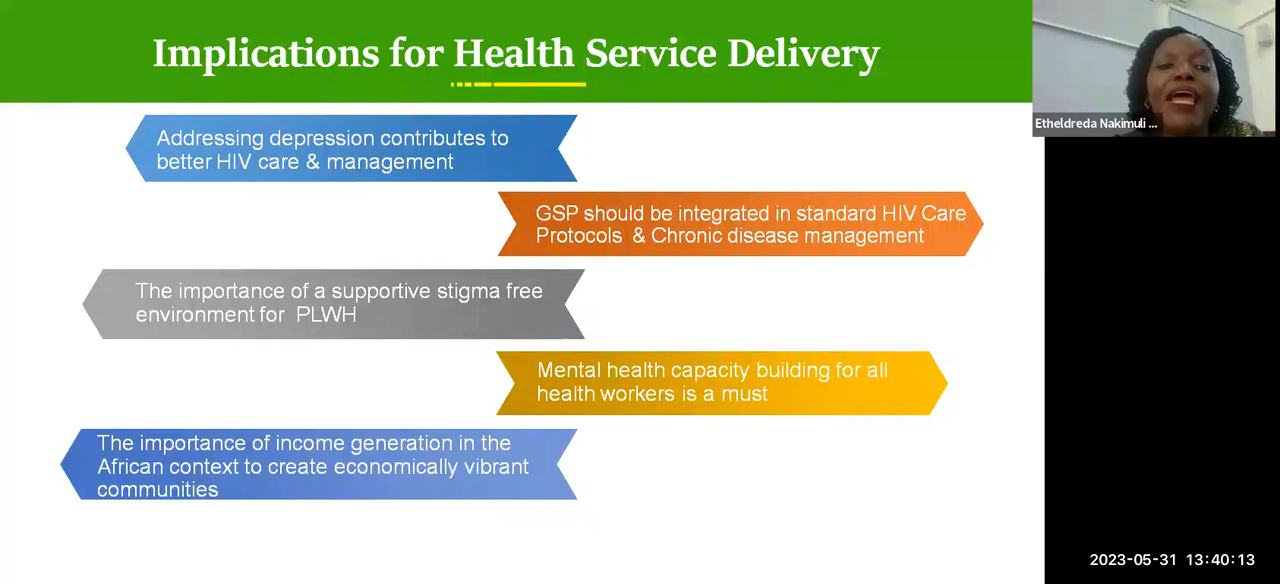 Implications for Health Service Delivery
Etheldreda Nakimuli ...
Addressing depression contributes to
better HIV care & management
GSP should be integrated in standard HIV Care
Protocols & Chronic disease management
The importance of a supportive stigma free
environment for PLWH
Mental health capacity building for all
health workers is a must
The importance of income generation in the
African context to create economically vibrant
communities
2023-05-31 13:40:13